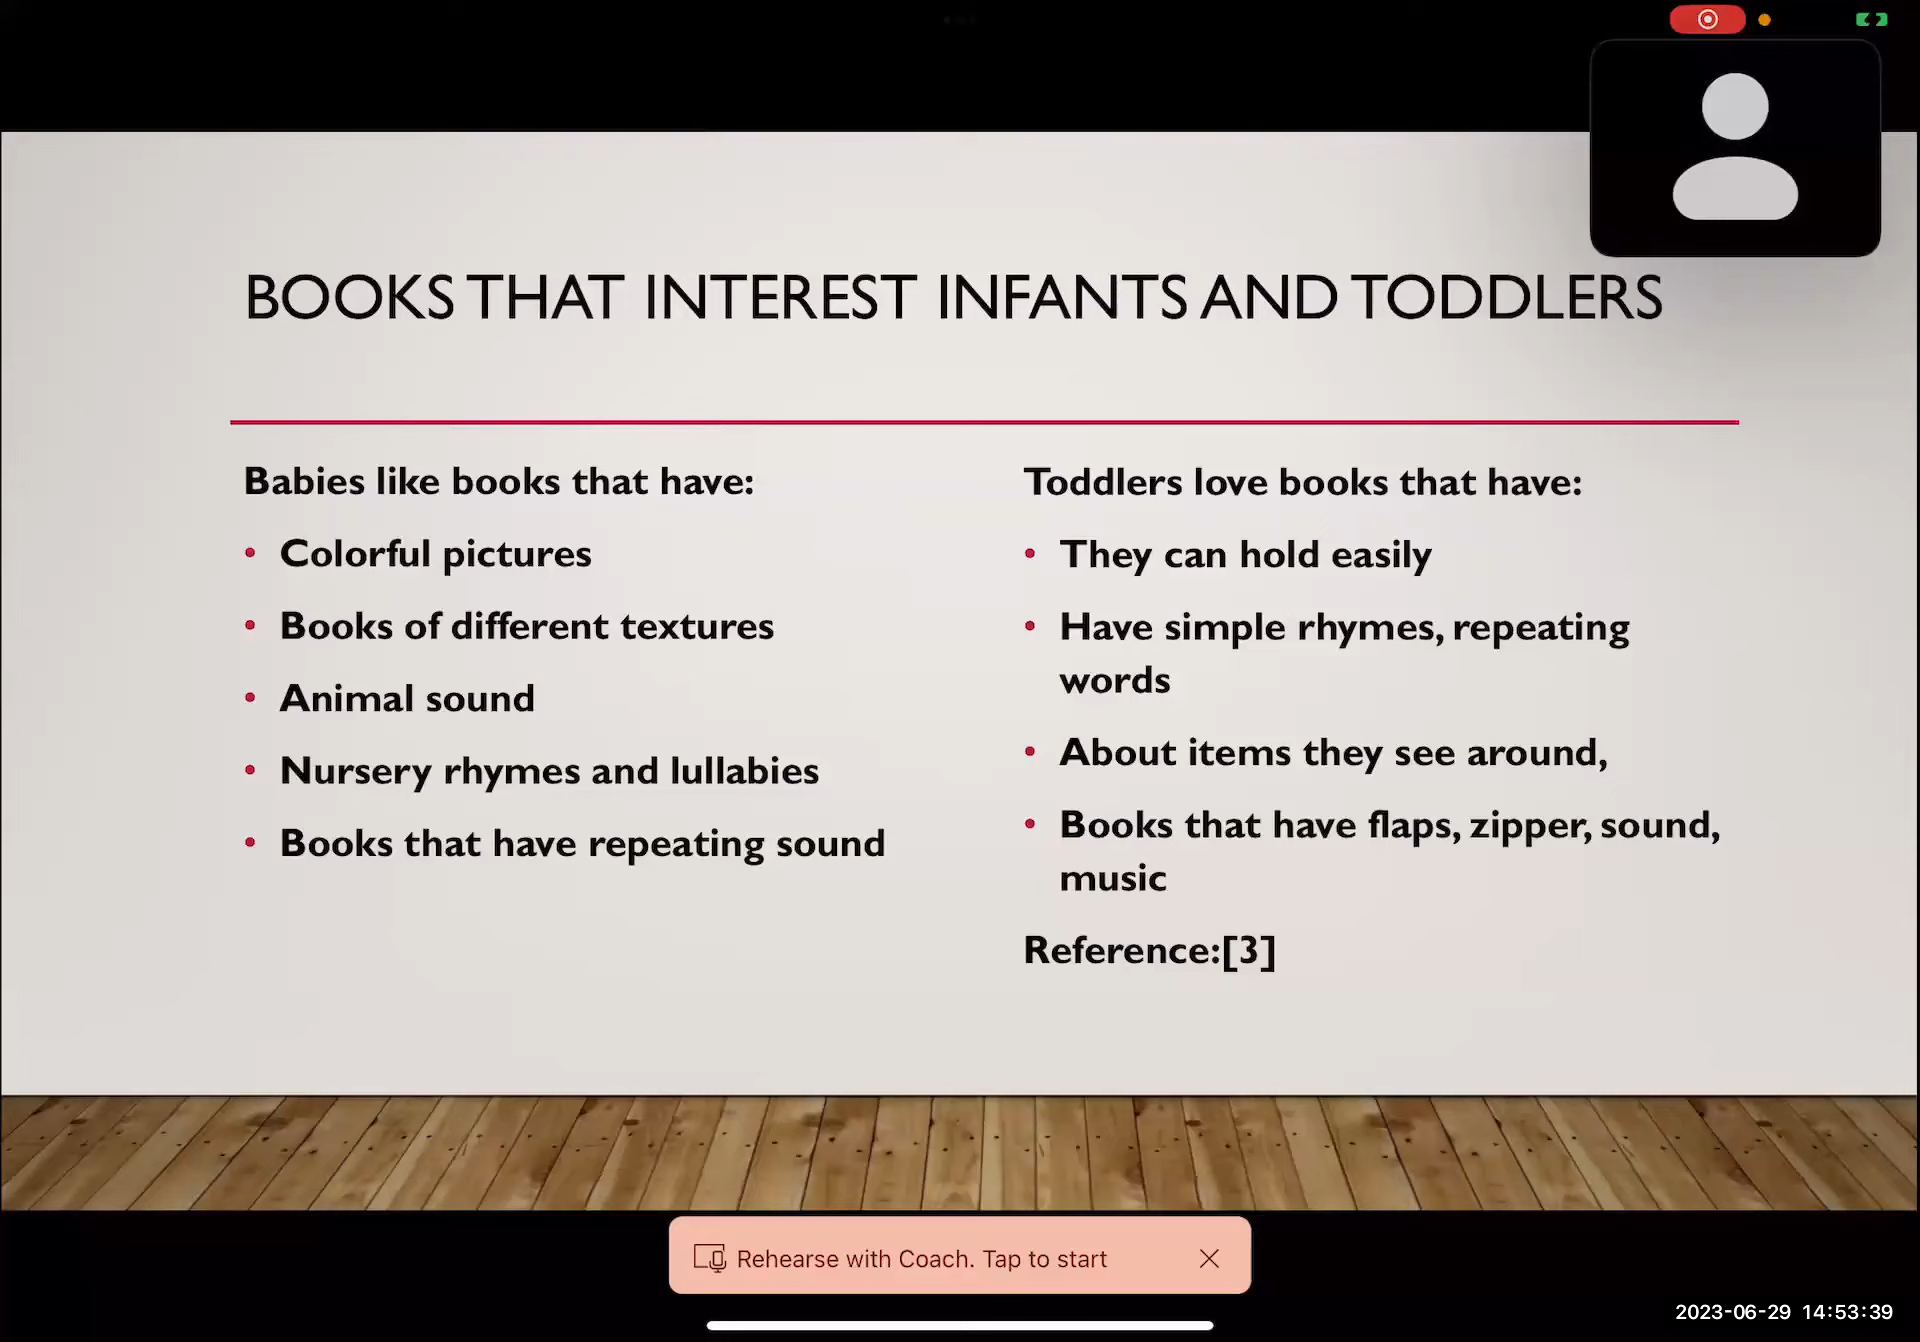 BOOKS THAT INTEREST INFANTS AND TODDLERS
Babies like books that have:
• Colorful pictures
• Books of different textures
• Animal sound
• Nursery rhymes and lullabies
• Books that have repeating sound
Toddlers love books that have:
• They can hold easily
• Have simple rhymes, repeating
words
• About items they see around,
• Books that have flaps, zipper, sound,
music
Reference:[3]
Rehearse with Coach. Tap to start
2023-06-29 14:53:39